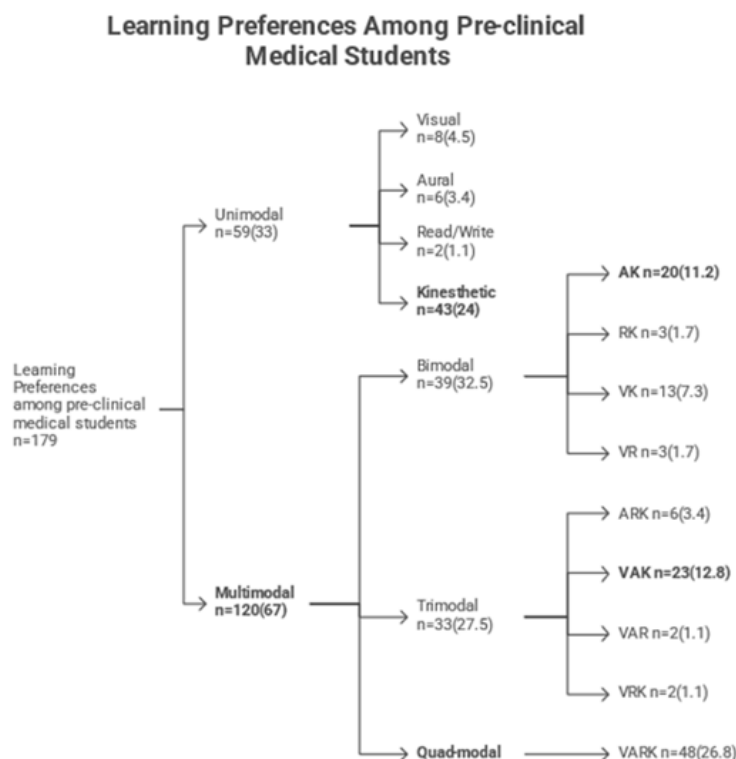 Learning Preferences Among Pre-clinical
Medical Students
Learning
Preferences
among pre-clinical
medical students
n=179
Unimodal
n=59(33)
Visual
n=8(4.5)
Aural
n=6(3.4)
Read/Write
n=2(1.1)
Kinesthetic
n=43(24)
Multimodal
n=120(67)
Bimodal
n=39(32.5)
AK n=20(11.2)
RK n=3(1.7)
VK n=13(7.3)
VR n=3(1.7)
Trimodal
n=33(27.5)
ARK n=6(3.4)
VAK n=23(12.8)
VAR n=2(1.1)
VRK n=2(1.1)
Quad-modal
VARK n=48(26.8)